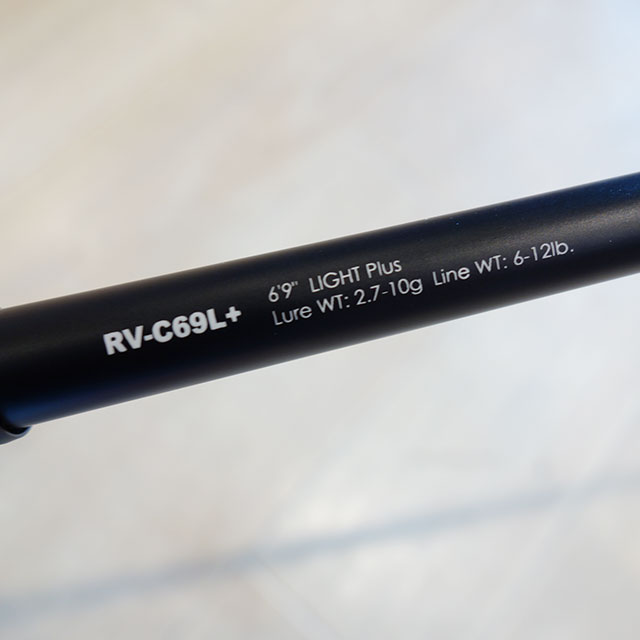 RV-C69L+
6'9" LIGHT Plus
Lure WT: 2.7-10g Line WT: 6-12lb.